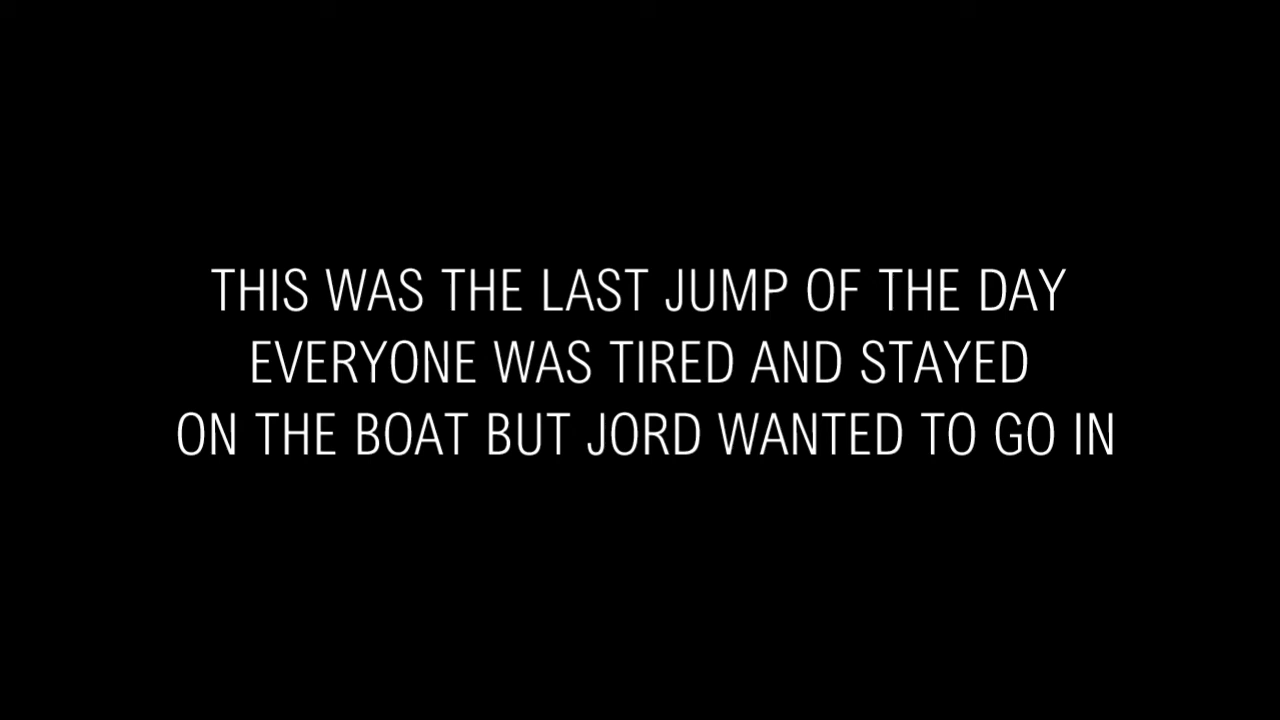 THIS WAS THE LAST JUMP OF THE DAY
EVERYONE WAS TIRED AND STAYED
ON THE BOAT BUT JORD WANTED TO GO IN